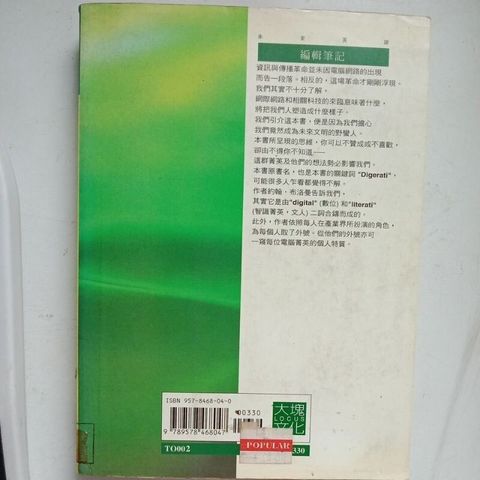 未來英雄
編輯筆記
資訊與傳播革命並未因電腦網路的出現
而告一段落。相反的，這場革命才剛剛浮現。
我們其實不十分了解。
網際網路和相關科技的來臨意味著什麼，
將把我們人塑造成什麼樣子。
我們引介這本書，便是因為我們擔心
我們竟然成為未來文明的野蠻人。
本書所呈現的思維，你可以不贊成或不喜歡，
卻由不得你不知道——
這群菁英及他們的想法勢必影響我們。
本書原書名，也是本書的關鍵詞 "Digerati"，
可能很多人乍看都覺得不解。
作者約翰．布洛曼告訴我們，
其實它是由"digital" (數位) 和"literati"
(智識菁英，文人) 二詞合鑄而成的。
此外，作者依照每人在產業界所扮演的角色，
為每個人取了外號。從他們的外號亦可
一窺每位電腦菁英的個人特質。
ISBN 957-8468-04-0
00330
9 789578 468047
大塊
LOCUS
文化
TO002
POPULAR
330